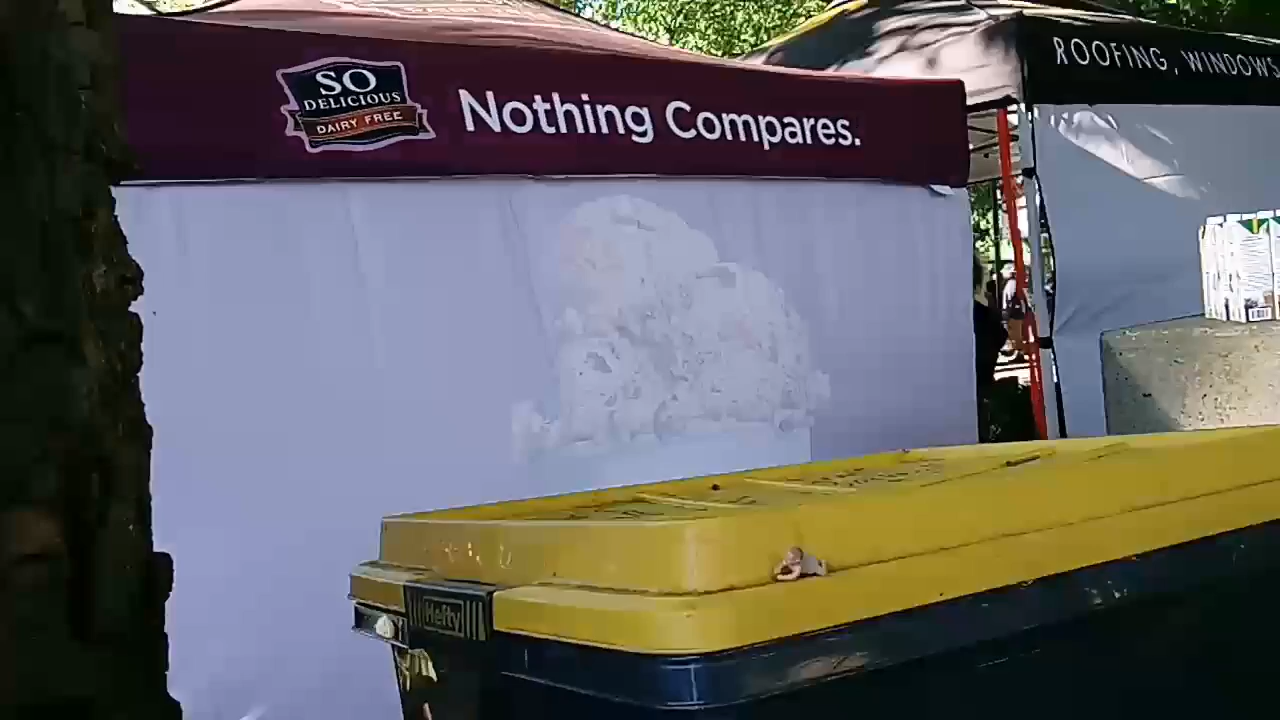 SO
DELICIOUS
DAIRY FREE
Nothing Compares.
ROOFING, WINDOWS
Hefty